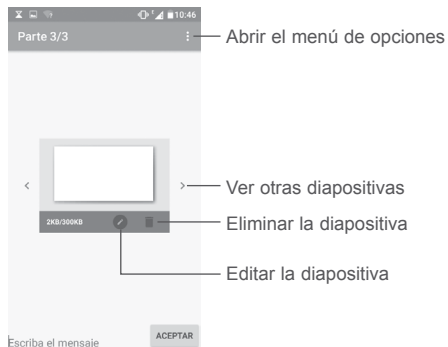 10:46
Parte 3/3
Abrir el menú de opciones
Ver otras diapositivas
2KB/300KB
Eliminar la diapositiva
Editar la diapositiva
ACEPTAR
Escriba el mensaje